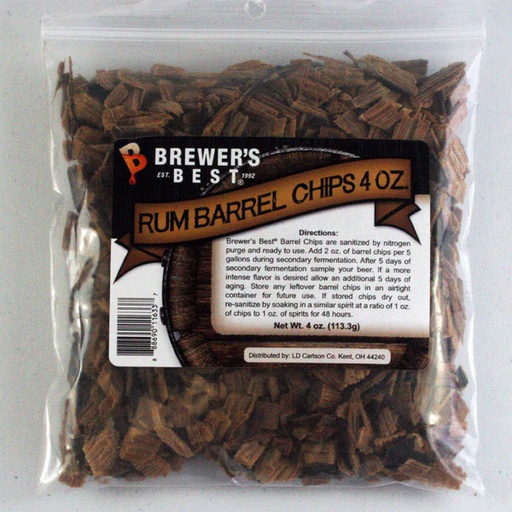 BREWER'S
EST. BEST® 1992
RUM BARREL CHIPS 4 OZ.
Directions:
Brewer's Best® Barrel Chips are sanitized by nitrogen
purge and ready to use. Add 2 oz. of barrel chips per 5
gallons during secondary fermentation. After 5 days of
secondary fermentation sample your beer. If a more
intense flavor is desired allow an additional 5 days of
aging. Store any leftover barrel chips in an airtight
container for future use. If stored chips dry out,
re-sanitize by soaking in a similar spirit at a ratio of 1 oz.
of chips to 1 oz. of spirits for 48 hours.
Net Wt. 4 oz. (113.3g)
Distributed by: LD Carlson Co. Kent, OH 44240
8 88690 11633 7